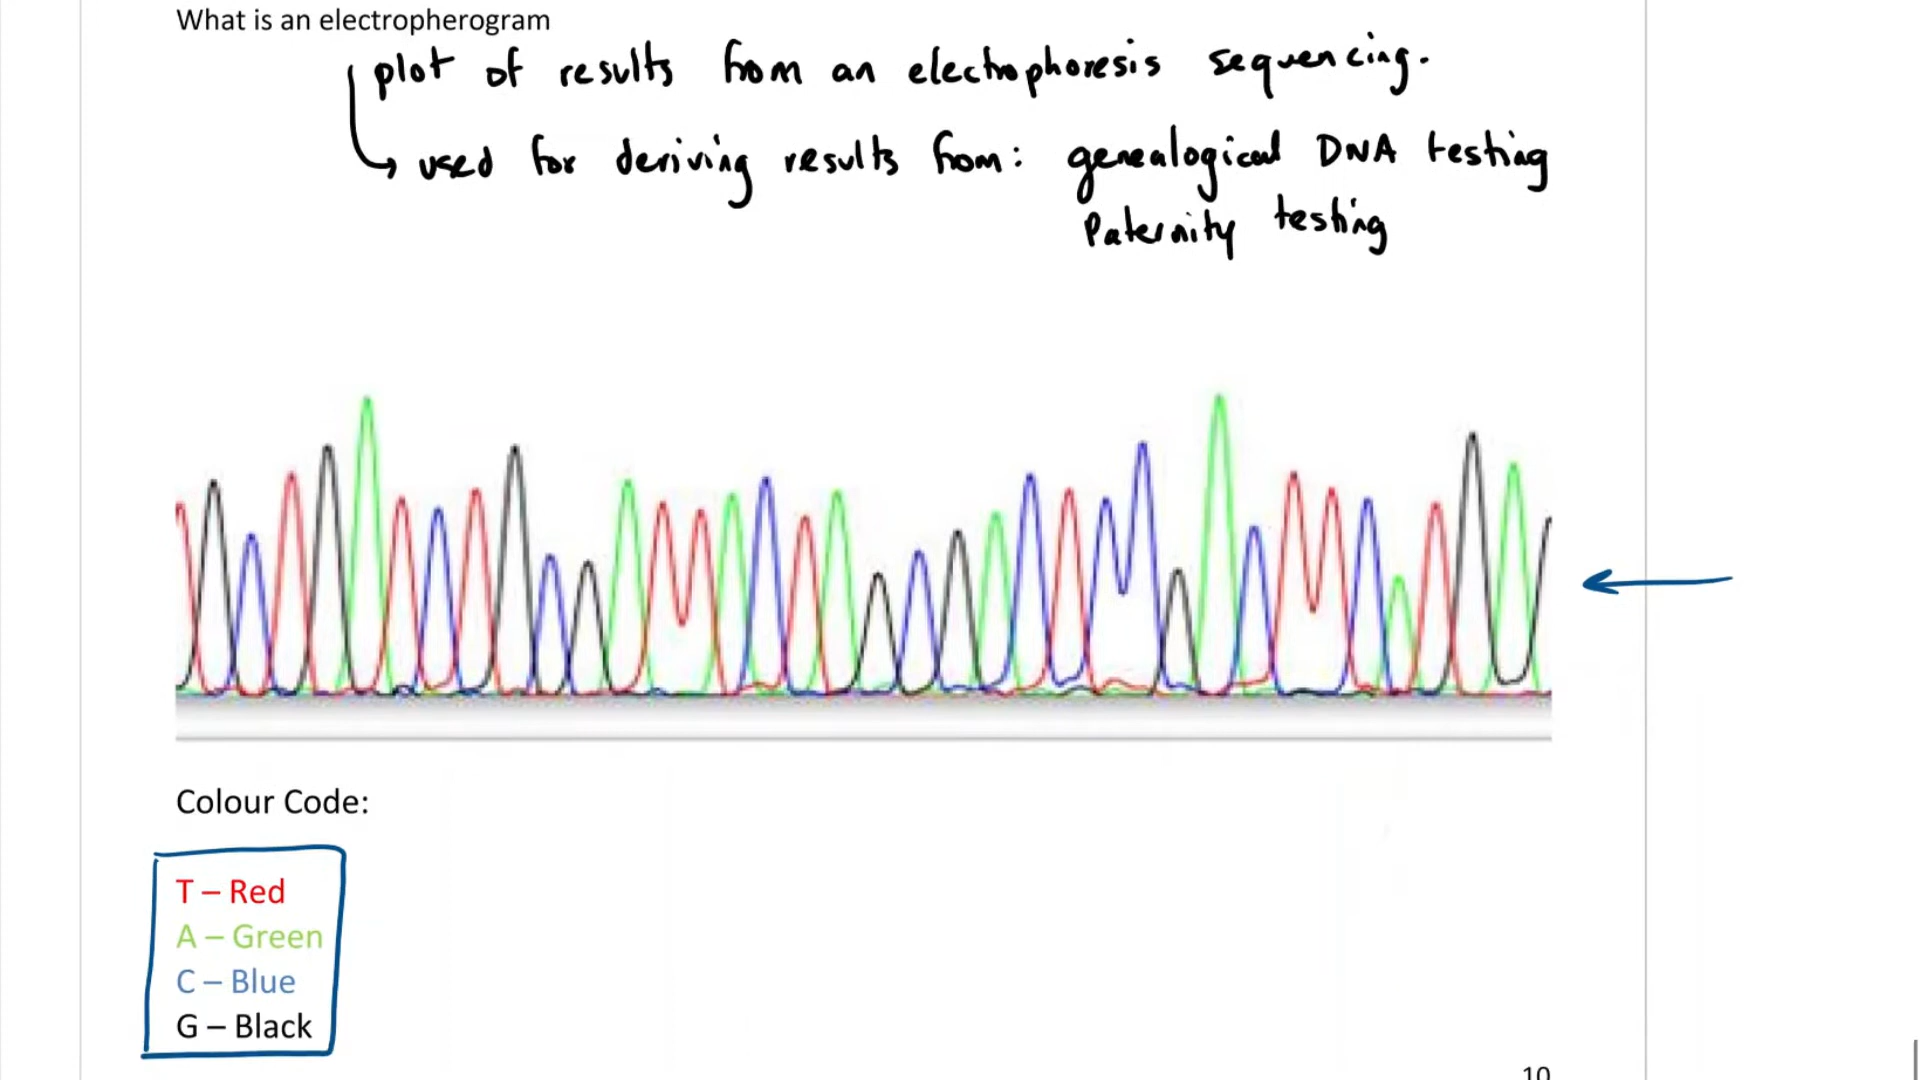 What is an electropherogram
plot of results from an electrophoresis sequencing.
used for deriving results from: genealogical DNA testing
Paternity testing
Colour Code:
T – Red
A – Green
C – Blue
G – Black
10